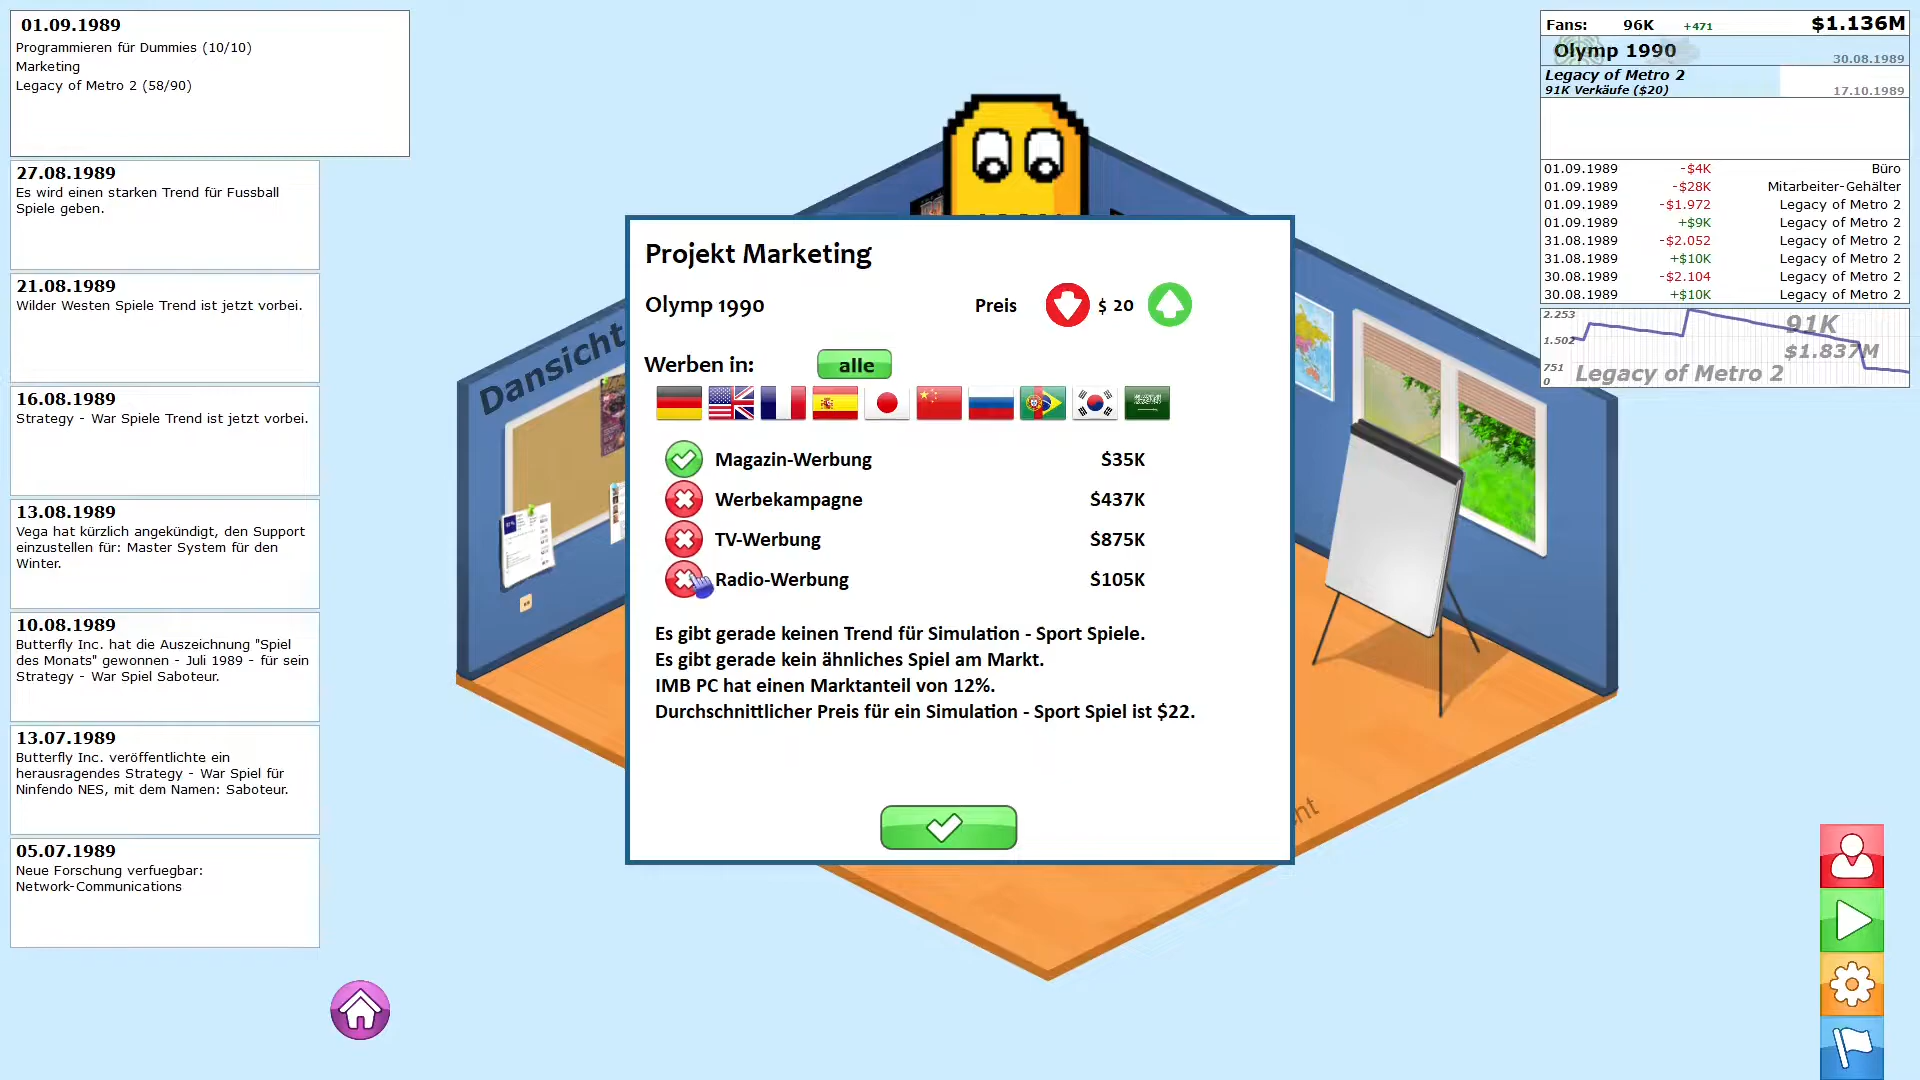 01.09.1989
Programmieren für Dummies (10/10)
Marketing
Legacy of Metro 2 (58/90)
27.08.1989
Es wird einen starken Trend für Fussball
Spiele geben.
21.08.1989
Wilder Westen Spiele Trend ist jetzt vorbei.
16.08.1989
Strategy - War Spiele Trend ist jetzt vorbei.
13.08.1989
Vega hat kürzlich angekündigt, den Support
einzustellen für: Master System für den
Winter.
10.08.1989
Butterfly Inc. hat die Auszeichnung "Spiel
des Monats" gewonnen - Juli 1989 - für sein
Strategy - War Spiel Saboteur.
13.07.1989
Butterfly Inc. veröffentlichte ein
herausragendes Strategy - War Spiel für
Ninfendo NES, mit dem Namen: Saboteur.
05.07.1989
Neue Forschung verfuegbar:
Network-Communications
Dansicht
Projekt Marketing
Olymp 1990 Preis $ 20
Werben in: alle
Magazin-Werbung $35K
Werbekampagne $437K
TV-Werbung $875K
Radio-Werbung $105K
Es gibt gerade keinen Trend für Simulation - Sport Spiele.
Es gibt gerade kein ähnliches Spiel am Markt.
IMB PC hat einen Marktanteil von 12%.
Durchschnittlicher Preis für ein Simulation - Sport Spiel ist $22.
Fans: 96K +471 $1.136M
Olymp 1990 30.08.1989
Legacy of Metro 2
91K Verkäufe ($20) 17.10.1989
01.09.1989 -$4K Büro
01.09.1989 -$28K Mitarbeiter-Gehälter
01.09.1989 -$1.972 Legacy of Metro 2
01.09.1989 +$9K Legacy of Metro 2
31.08.1989 -$2.052 Legacy of Metro 2
31.08.1989 +$10K Legacy of Metro 2
30.08.1989 -$2.104 Legacy of Metro 2
30.08.1989 +$10K Legacy of Metro 2
2.253
91K
1.502
$1.837M
751
Legacy of Metro 2
0